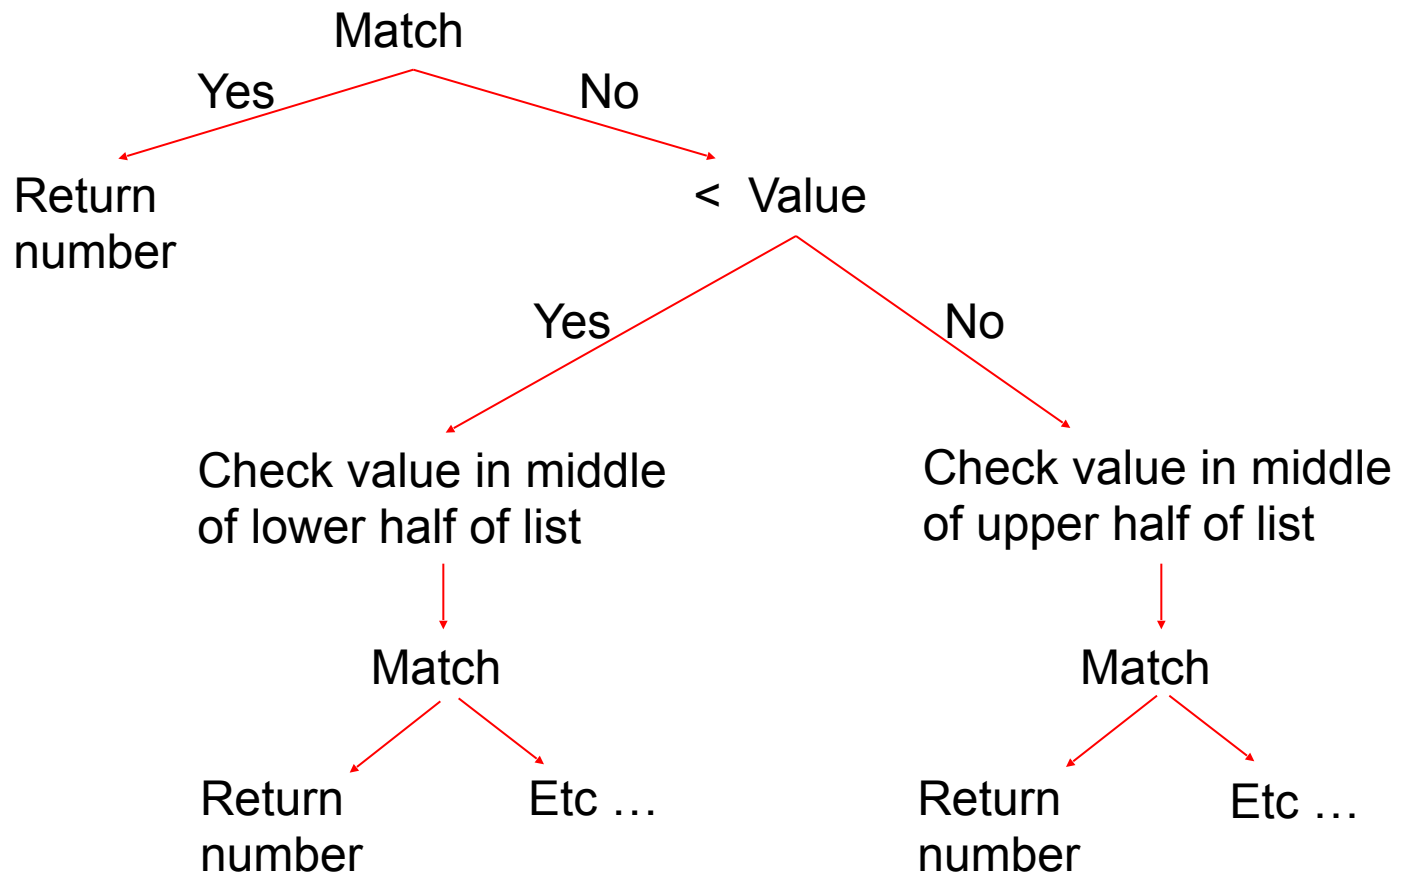 Match
Yes
No
Return
number
< Value
Yes
No
Check value in middle
of lower half of list
Check value in middle
of upper half of list
Match
Match
Return
number
Etc …
Return
number
Etc …